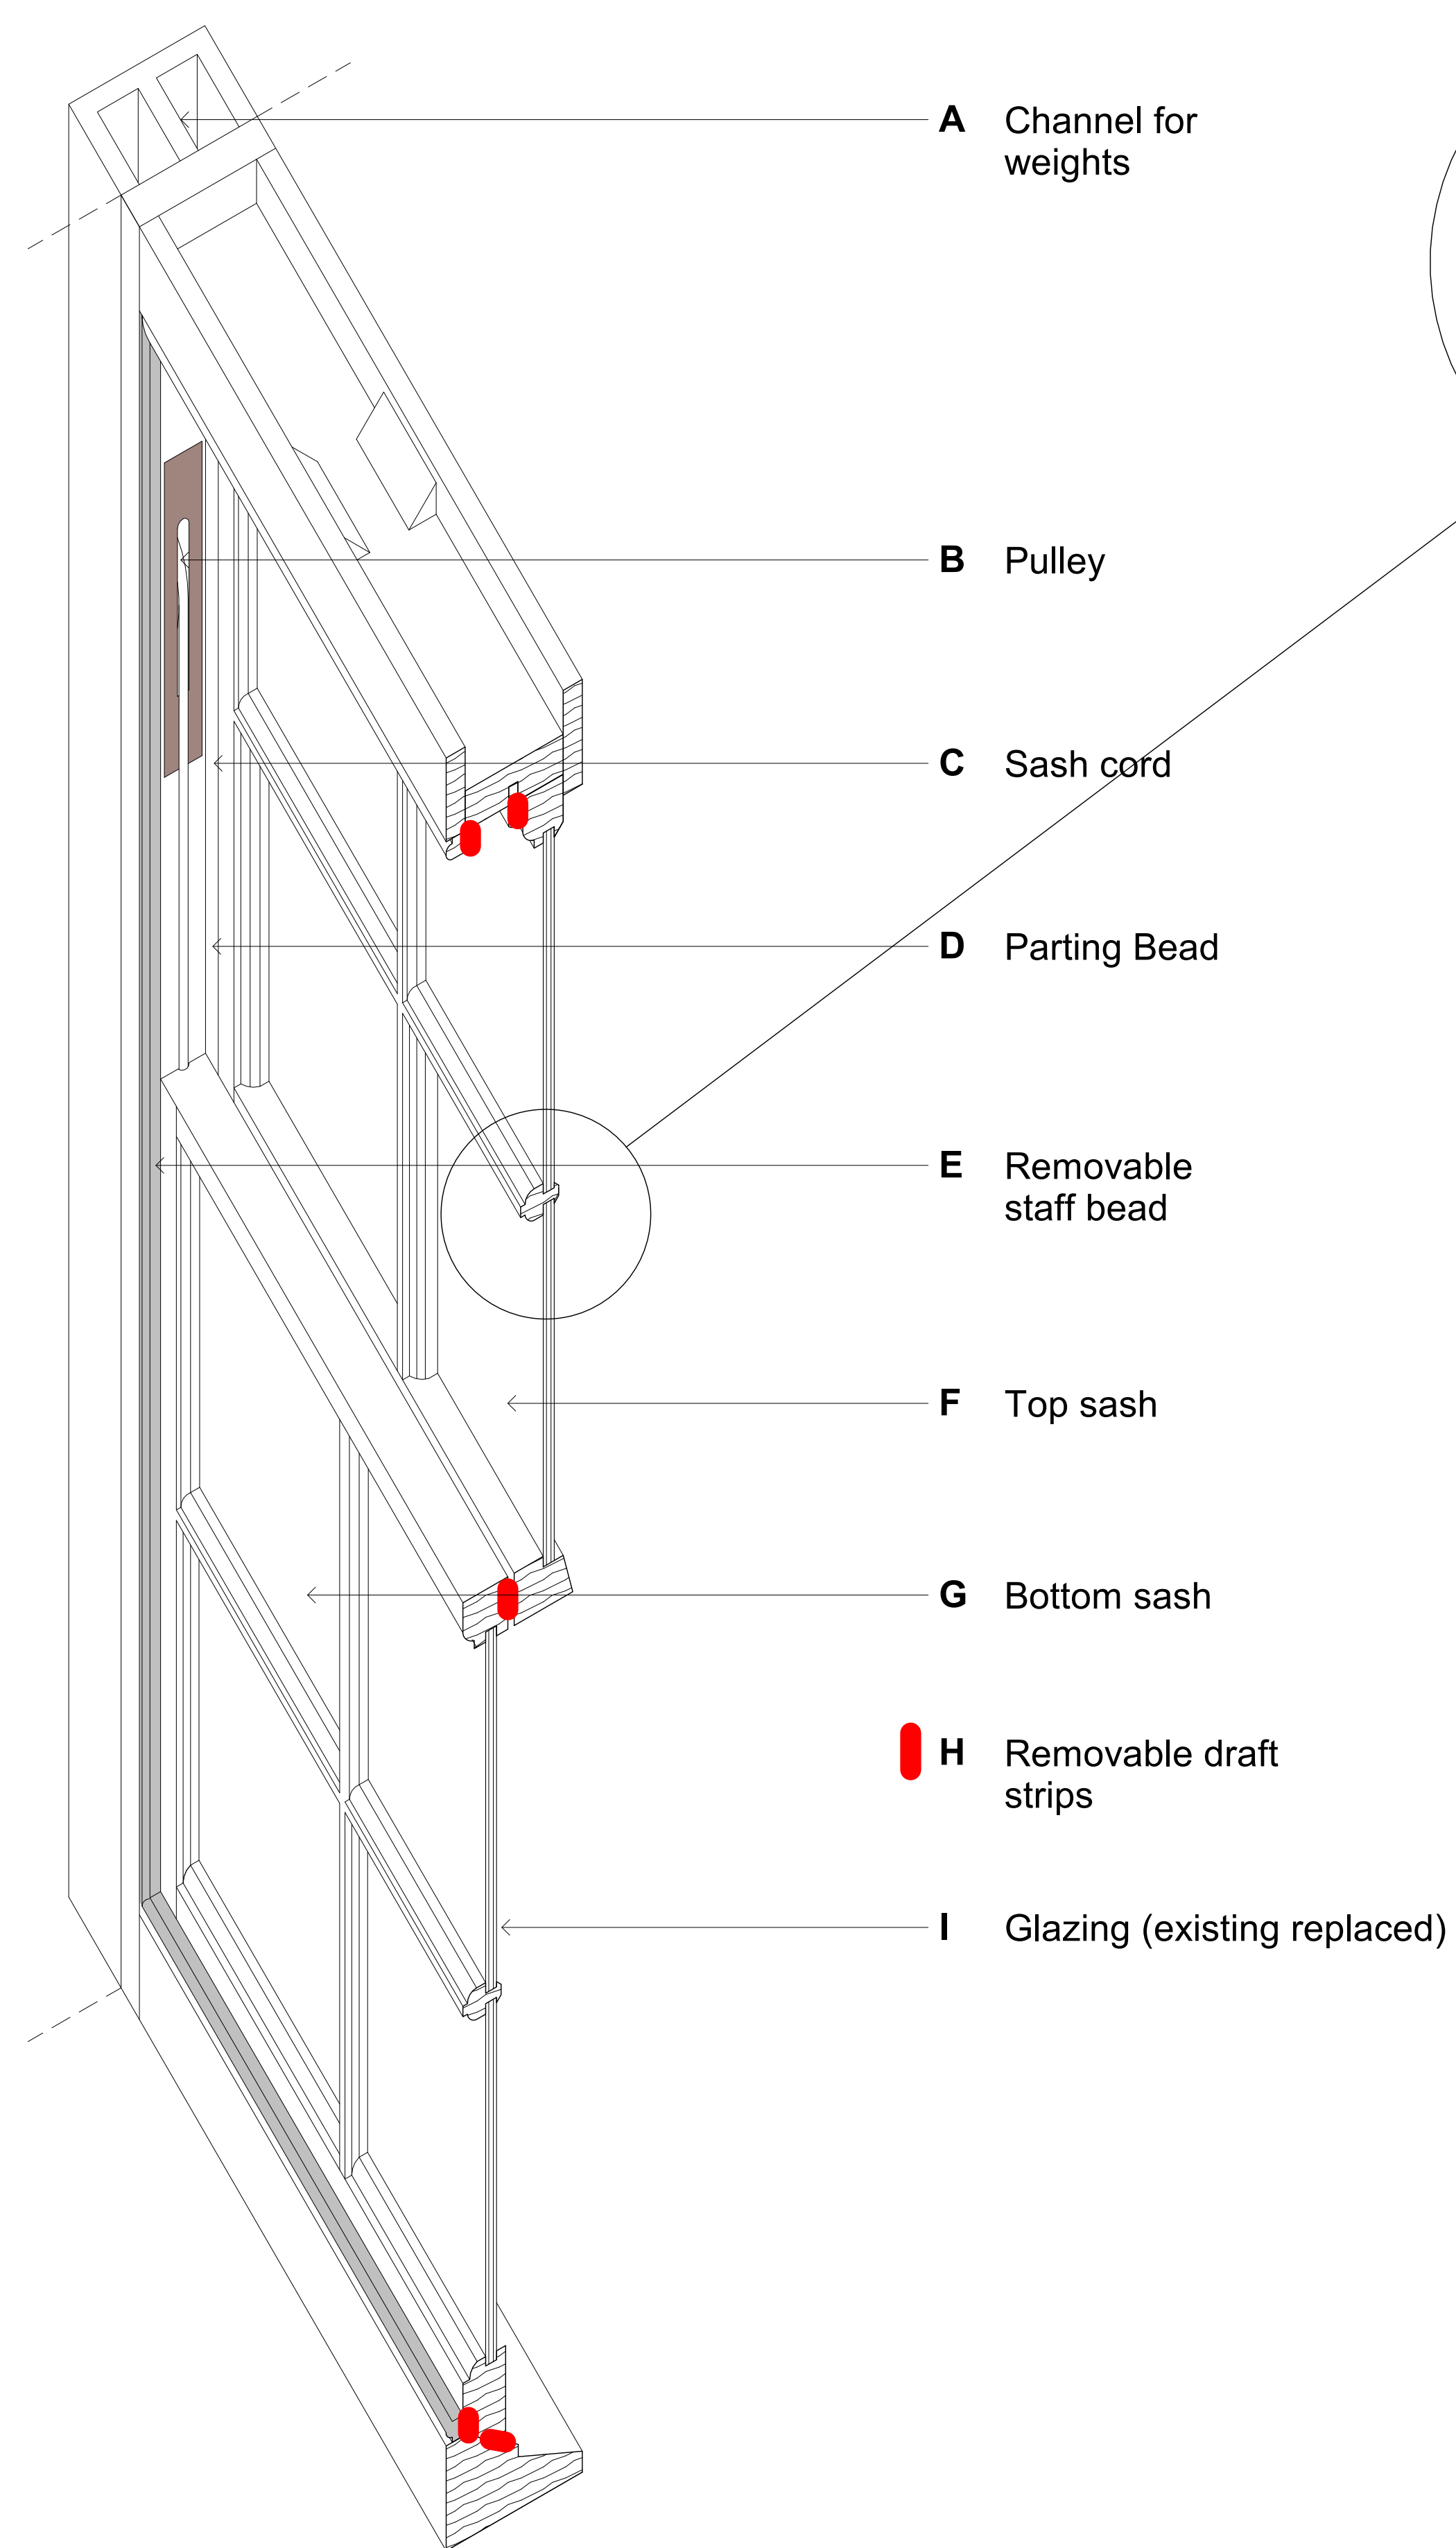 A Channel for
weights
B Pulley
C Sash cord
D Parting Bead
E Removable
staff bead
F Top sash
G Bottom sash
H Removable draft
strips
I Glazing (existing replaced)